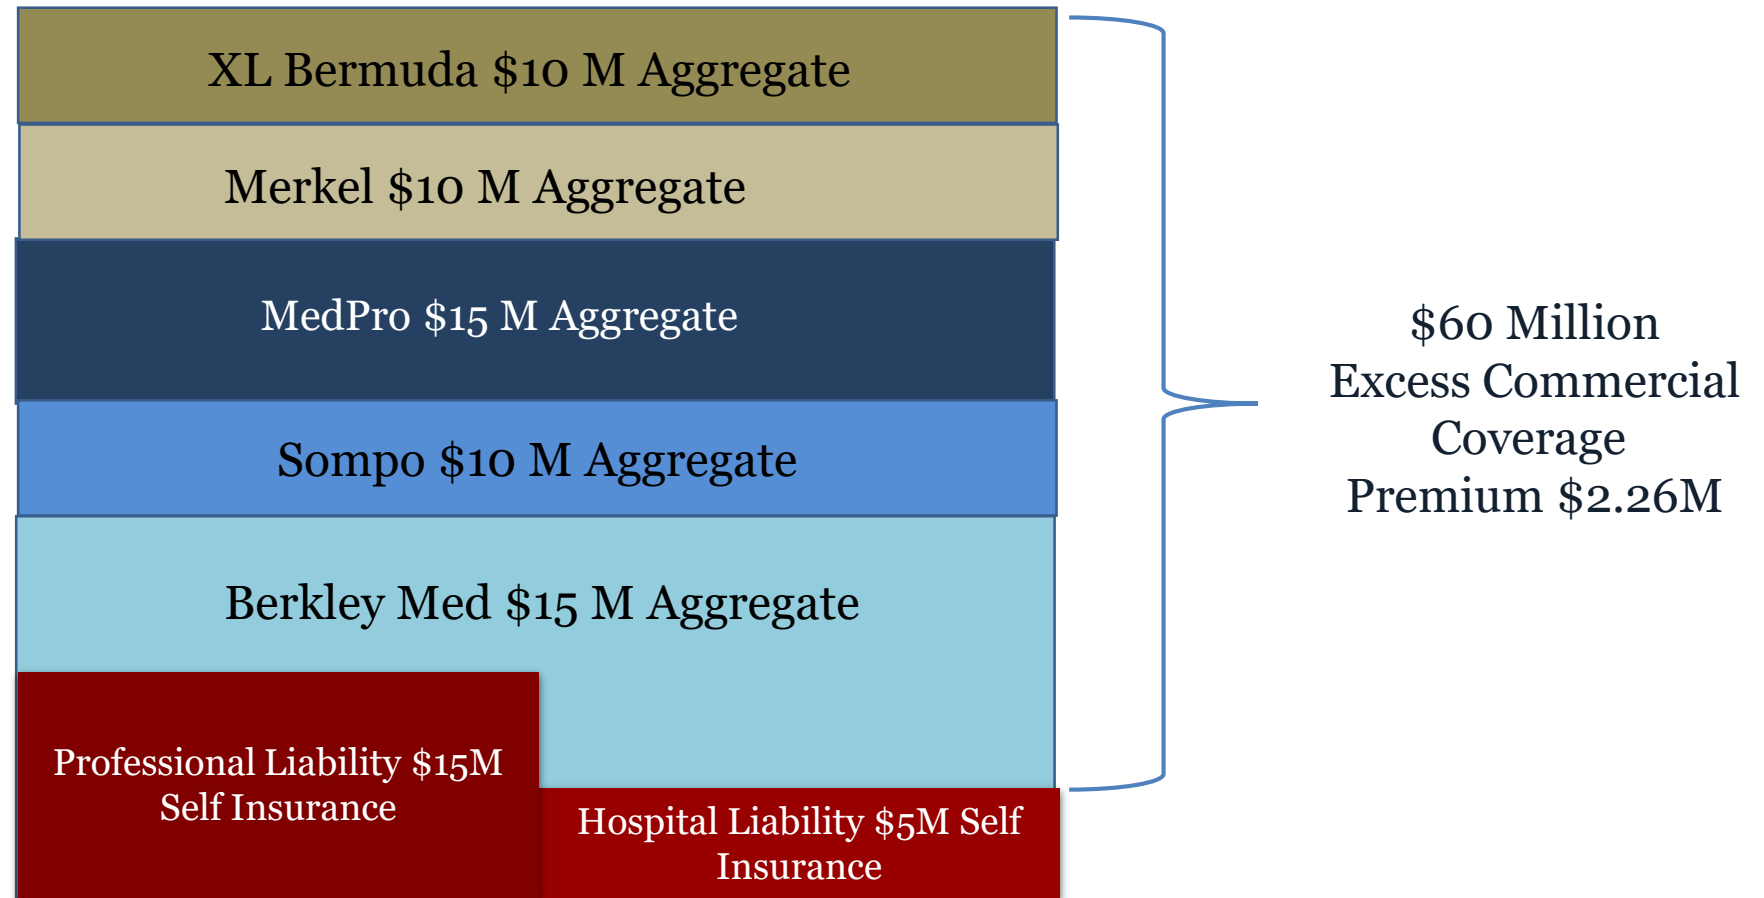 XL Bermuda $10 M Aggregate
Merkel $10 M Aggregate
MedPro $15 M Aggregate
Sompo $10 M Aggregate
Berkley Med $15 M Aggregate
Professional Liability $15M
Self Insurance
Hospital Liability $5M Self
Insurance
$60 Million
Excess Commercial
Coverage
Premium $2.26M